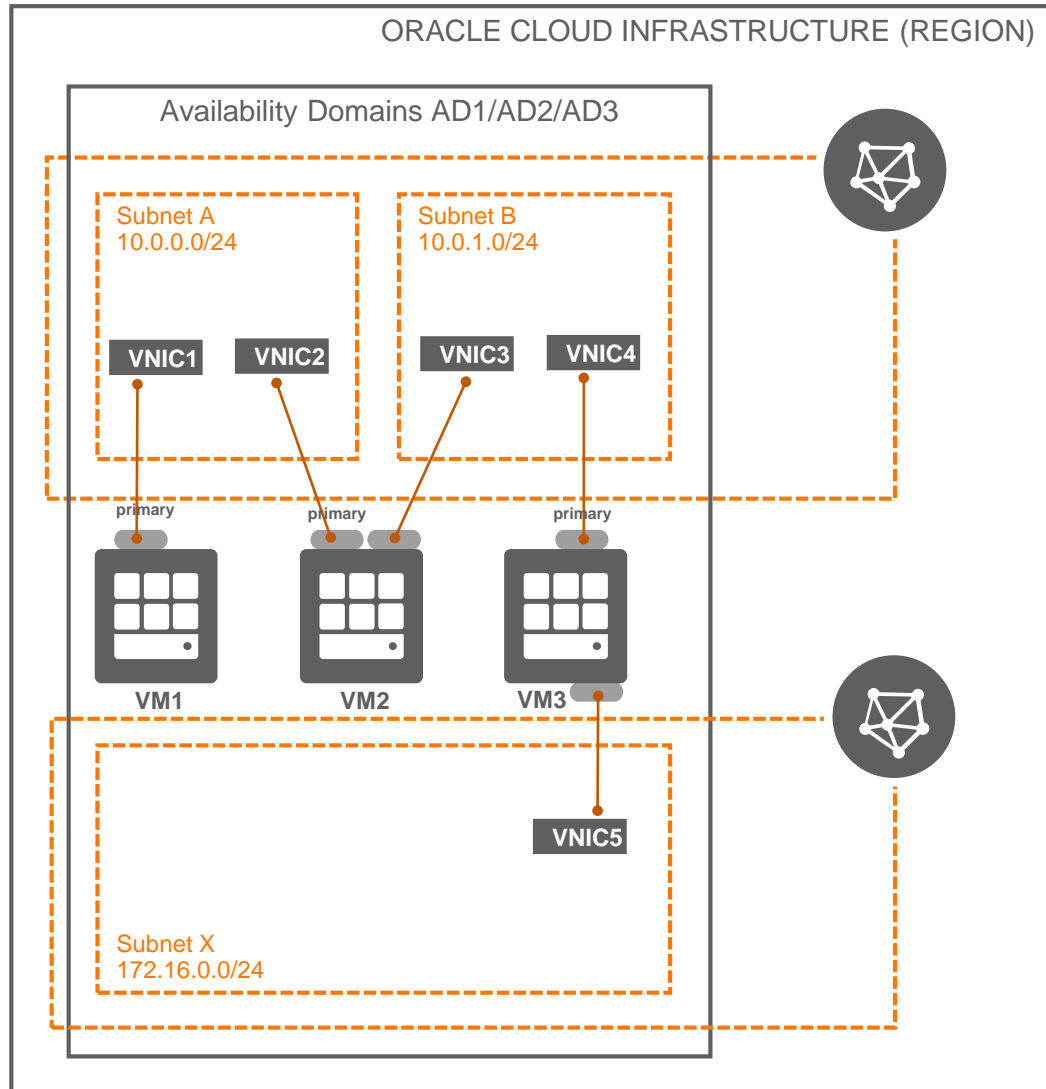 ORACLE CLOUD INFRASTRUCTURE (REGION)
Availability Domains AD1/AD2/AD3
Subnet A
10.0.0.0/24
Subnet B
10.0.1.0/24
VNIC1
VNIC2
VNIC3
VNIC4
primary
primary
primary
VM1
VM2
VM3
VNIC5
Subnet X
172.16.0.0/24